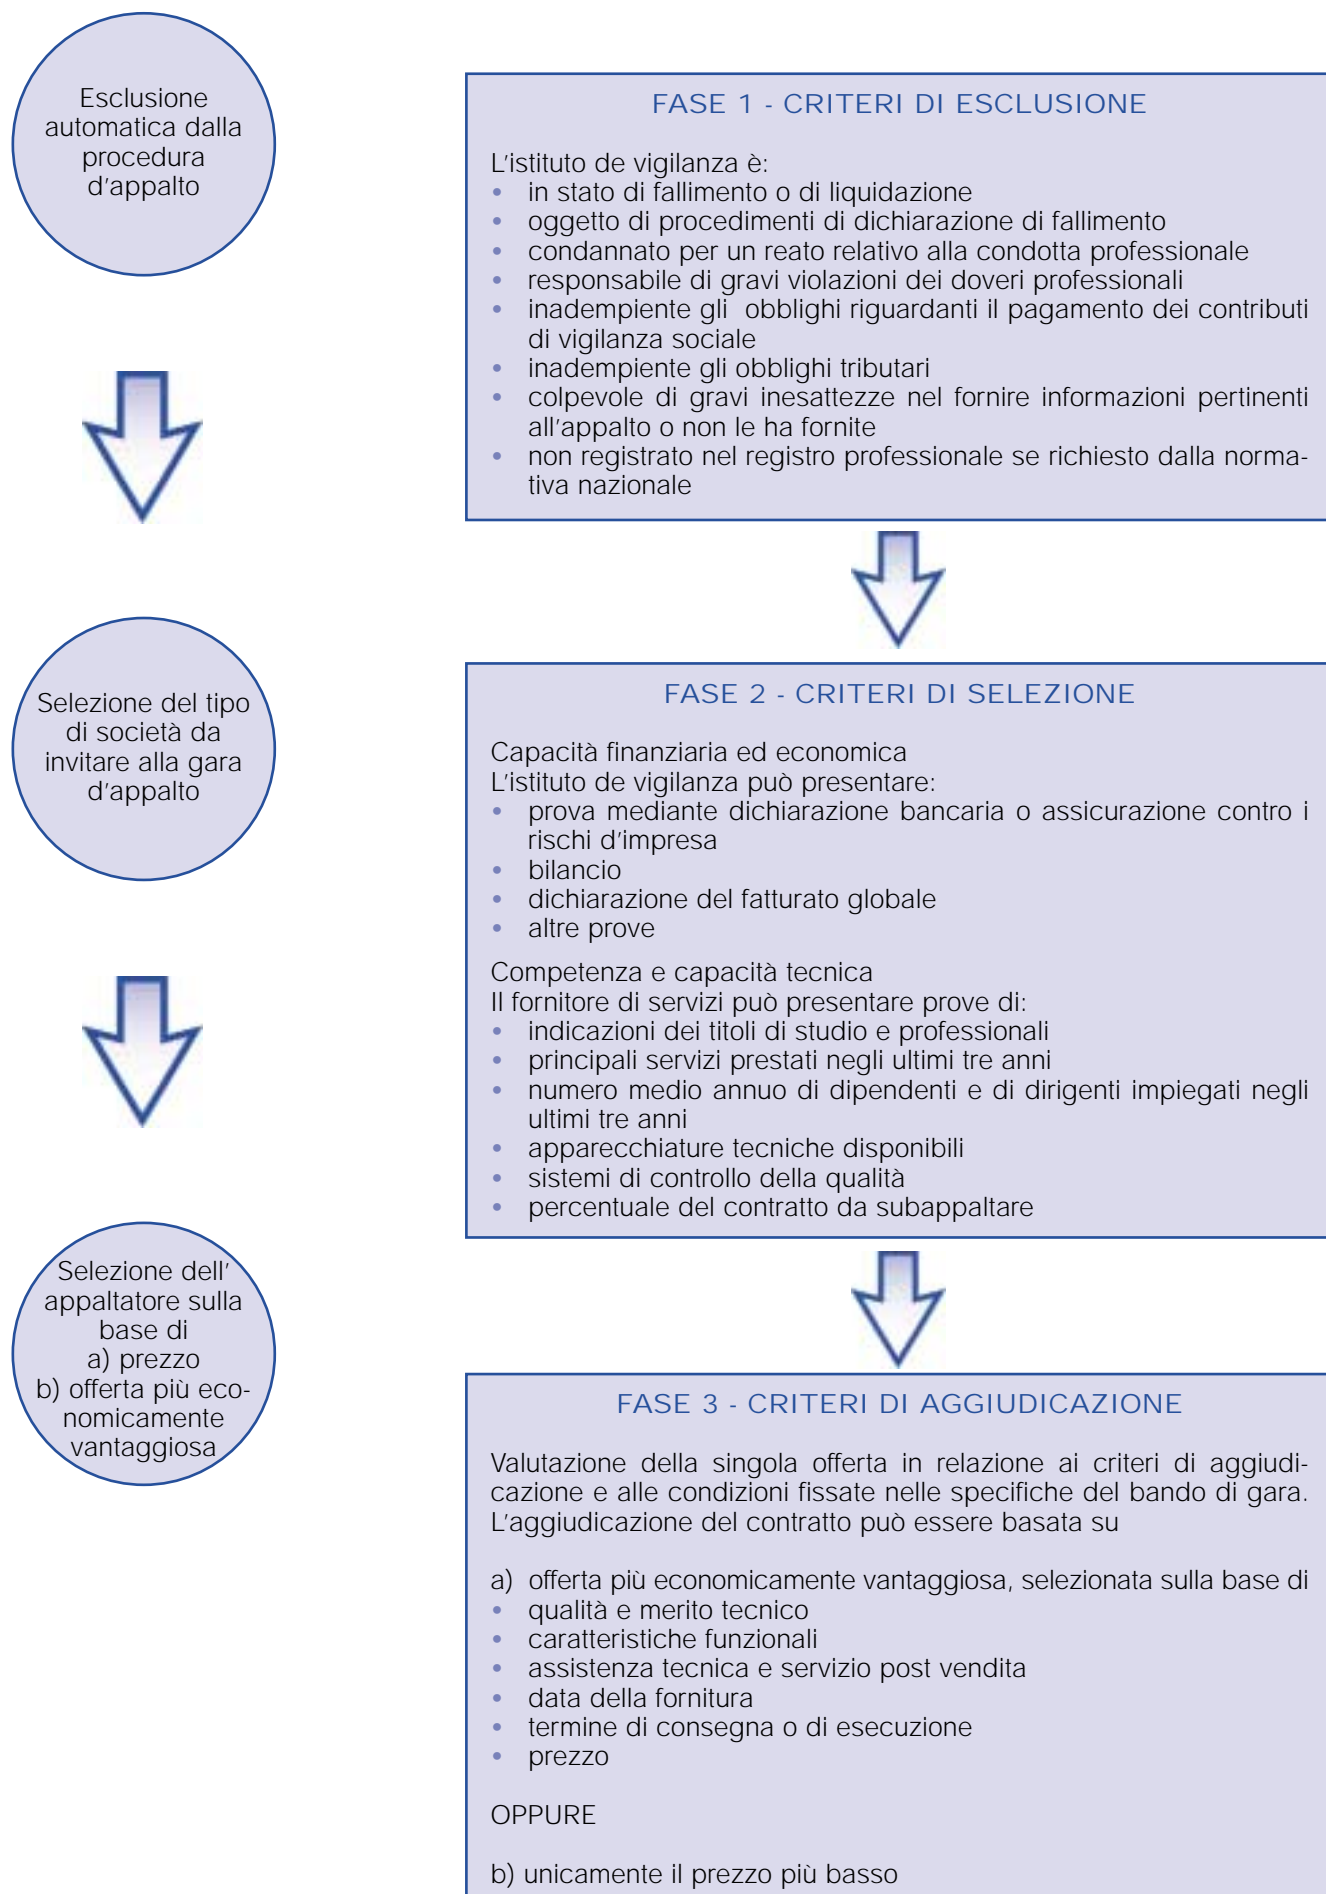 Esclusione
automatica dalla
procedura
d'appalto
FASE 1 - CRITERI DI ESCLUSIONE
L'istituto de vigilanza è:
• in stato di fallimento o di liquidazione
• oggetto di procedimenti di dichiarazione di fallimento
• condannato per un reato relativo alla condotta professionale
• responsabile di gravi violazioni dei doveri professionali
• inadempiente gli obblighi riguardanti il pagamento dei contributi
di vigilanza sociale
• inadempiente gli obblighi tributari
• colpevole di gravi inesattezze nel fornire informazioni pertinenti
all'appalto o non le ha fornite
• non registrato nel registro professionale se richiesto dalla norma-
tiva nazionale
Selezione del tipo
di società da
invitare alla gara
d'appalto
FASE 2 - CRITERI DI SELEZIONE
Capacità finanziaria ed economica
L'istituto de vigilanza può presentare:
• prova mediante dichiarazione bancaria o assicurazione contro i
rischi d'impresa
• bilancio
• dichiarazione del fatturato globale
• altre prove
Competenza e capacità tecnica
Il fornitore di servizi può presentare prove di:
• indicazioni dei titoli di studio e professionali
• principali servizi prestati negli ultimi tre anni
• numero medio annuo di dipendenti e di dirigenti impiegati negli
ultimi tre anni
• apparecchiature tecniche disponibili
• sistemi di controllo della qualità
• percentuale del contratto da subappaltare
Selezione dell'
appaltatore sulla
base di
a) prezzo
b) offerta più eco-
nomicamente
vantaggiosa
FASE 3 - CRITERI DI AGGIUDICAZIONE
Valutazione della singola offerta in relazione ai criteri di aggiudi-
cazione e alle condizioni fissate nelle specifiche del bando di gara.
L'aggiudicazione del contratto può essere basata su
a) offerta più economicamente vantaggiosa, selezionata sulla base di
• qualità e merito tecnico
• caratteristiche funzionali
• assistenza tecnica e servizio post vendita
• data della fornitura
• termine di consegna o di esecuzione
• prezzo
OPPURE
b) unicamente il prezzo più basso